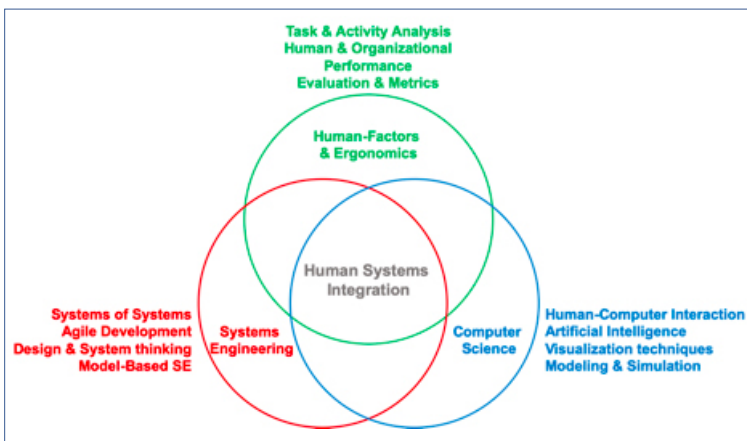 Task & Activity Analysis
Human & Organizational
Performance
Evaluation & Metrics
Human-Factors
& Ergonomics
Human Systems
Integration
Systems of Systems
Agile Development
Design & System thinking
Model-Based SE
Systems
Engineering
Computer
Science
Human-Computer Interaction
Artificial Intelligence
Visualization techniques
Modeling & Simulation